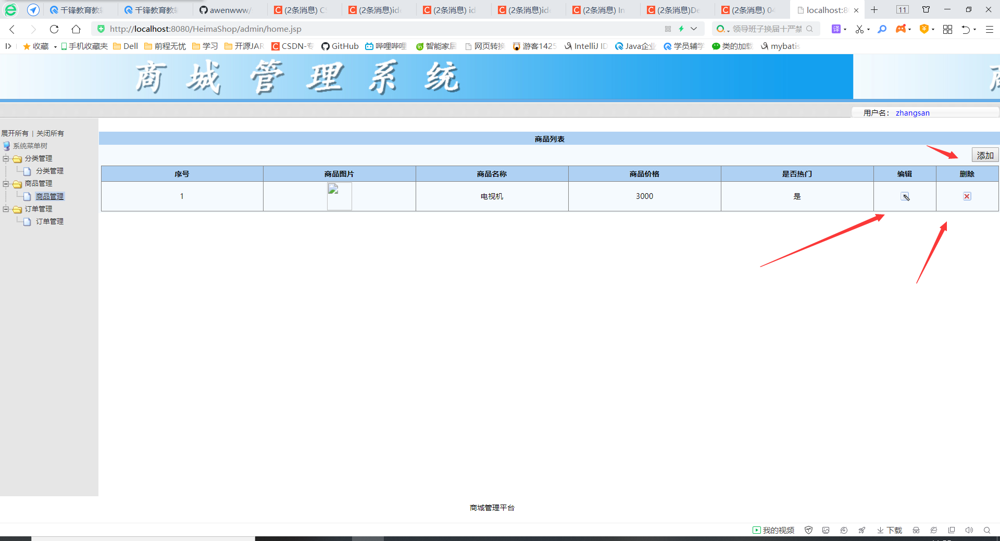 千锋教育教 千锋教育教 awenwww/ (2条消息) C (2条消息)ide (2条消息) id (2条消息)ide (2条消息) In (2条消息)De (2条消息) 04 localhost:8 11
http://localhost:8080/HeimaShop/admin/home.jsp 领导班子换届十严禁 译
收藏 手机收藏夹 Dell 前程无忧 学习 开源JAR CSDN-专 GitHub 哔哩哔哩 智能家居 网页转换 游客1425 IntelliJ ID Java企业 学员辅学 类的加载 mybatis
商城管理系统
用户名： zhangsan
展开所有 | 关闭所有
系统菜单树
分类管理
分类管理
商品管理
商品管理
订单管理
订单管理
商品列表
添加
序号 商品图片 商品名称 商品价格 是否热门 编辑 删除
1 电视机 3000 是
商城管理平台
我的视频 下载